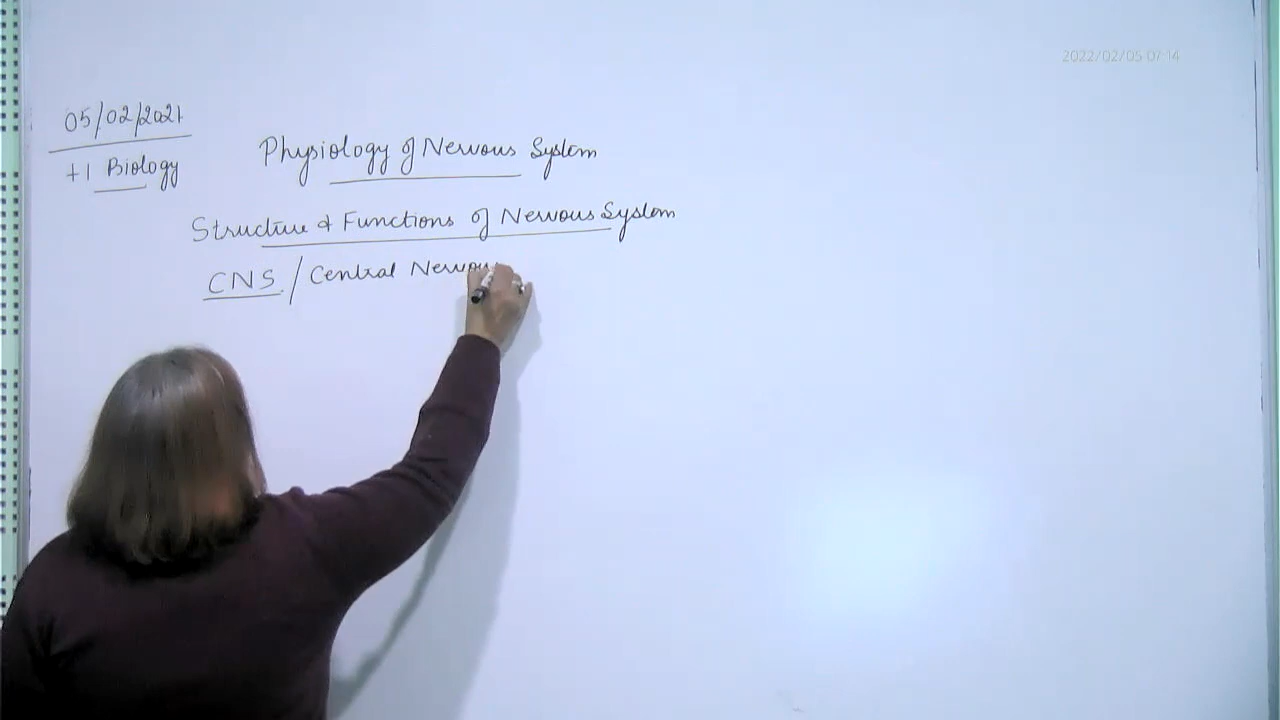 2022/02/05 07:14
05/02/2021
+1 Biology
Physiology of Nervous System
Structure & Functions of Nervous System
CNS / Central Nervou